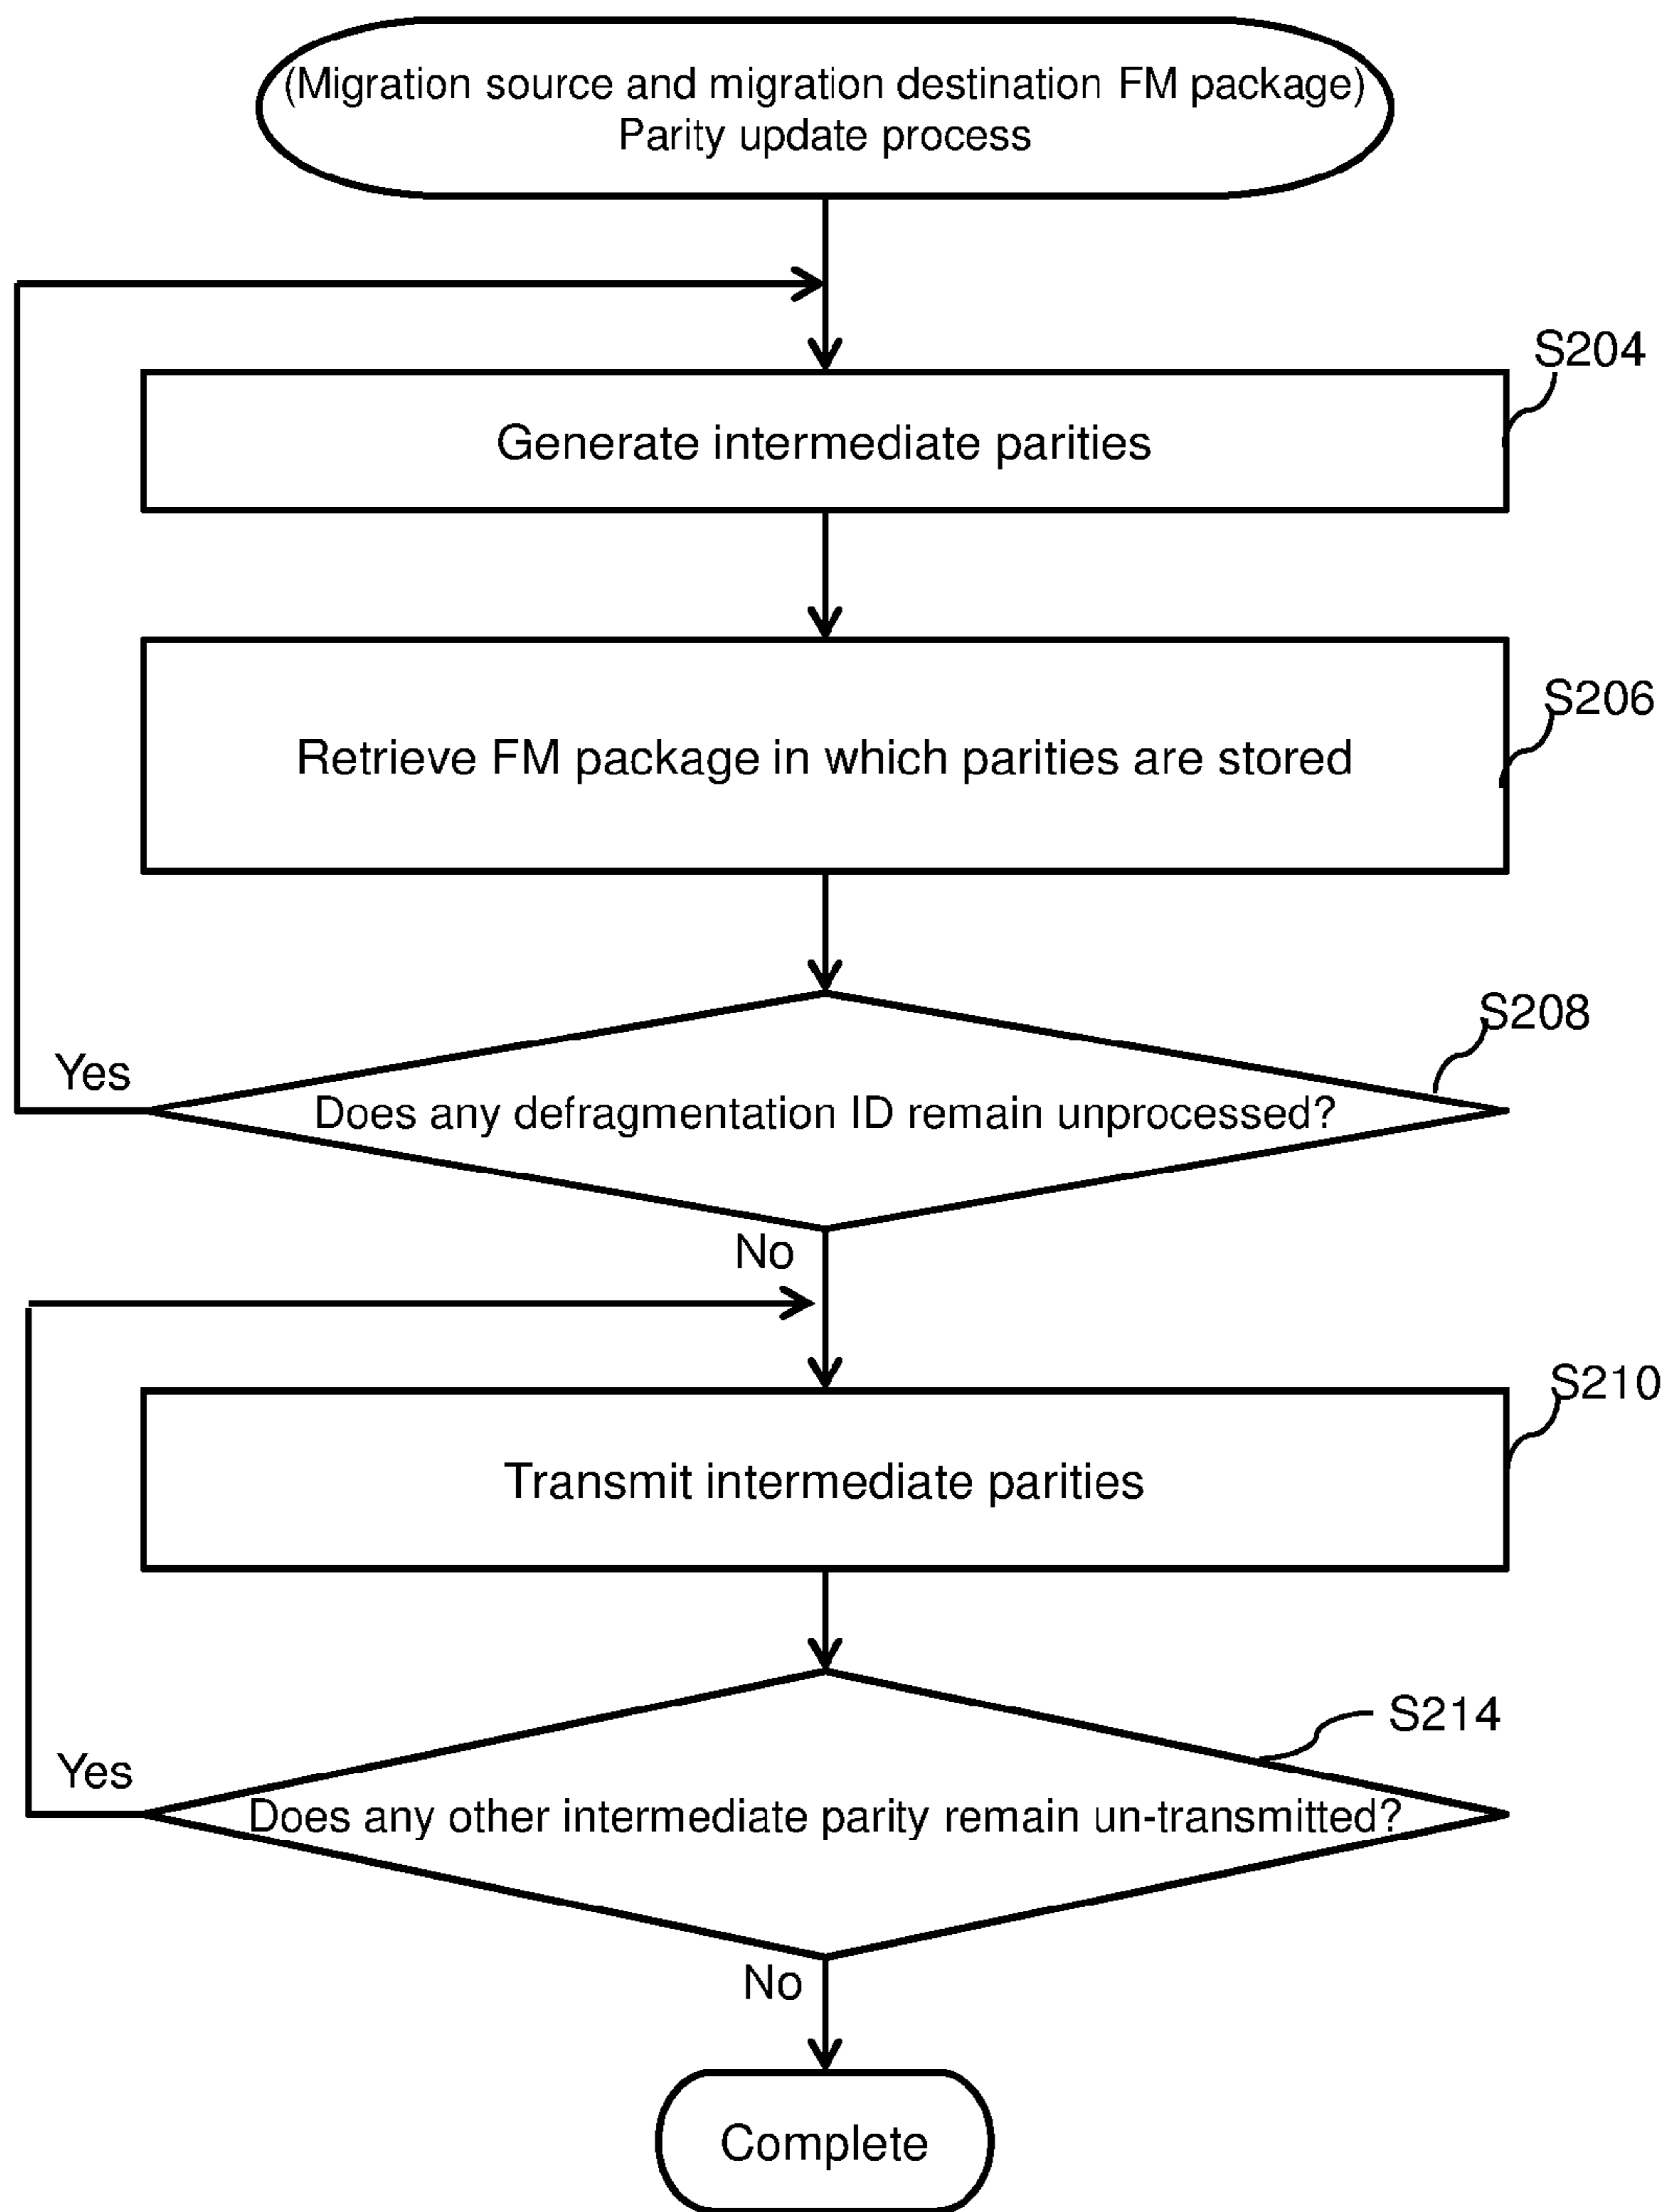 (Migration source and migration destination FM package)
Parity update process
S204
Generate intermediate parities
S206
Retrieve FM package in which parities are stored
S208
Yes
Does any defragmentation ID remain unprocessed?
No
S210
Transmit intermediate parities
S214
Yes
Does any other intermediate parity remain un-transmitted?
No
Complete